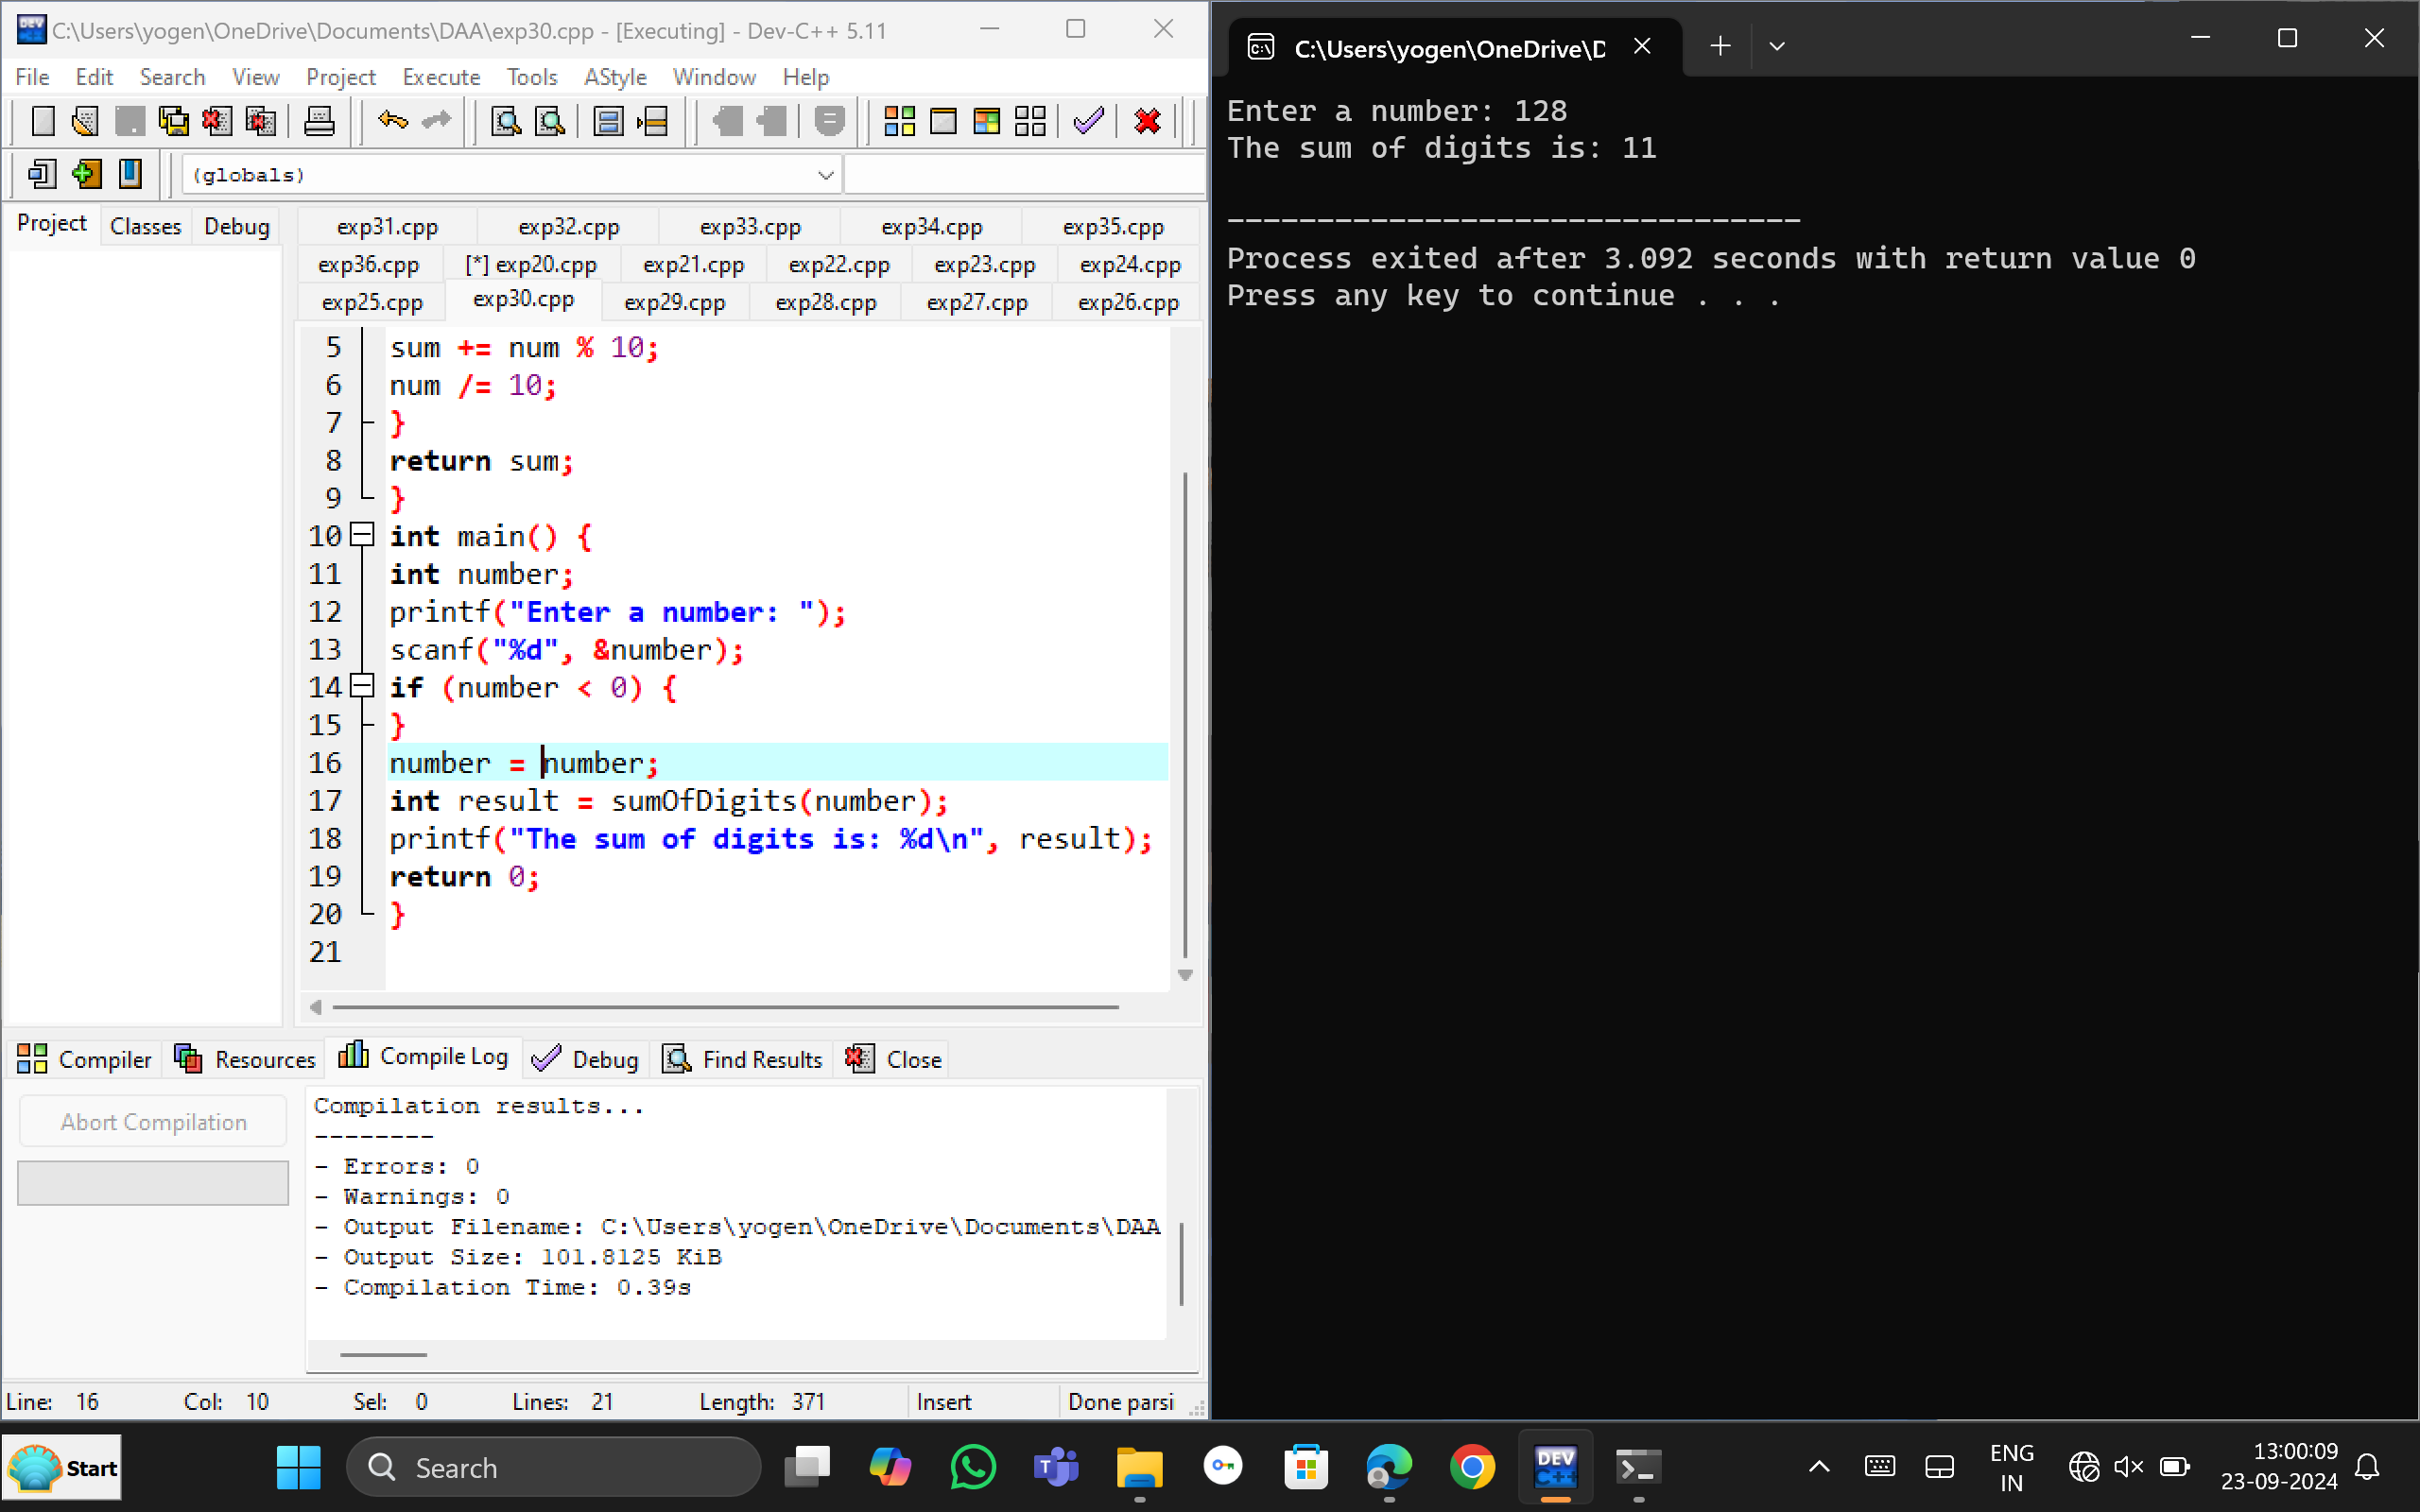 C:\Users\yogen\OneDrive\Documents\DAA\exp30.cpp - [Executing] - Dev-C++ 5.11
File Edit Search View Project Execute Tools AStyle Window Help
(globals)
Project Classes Debug
exp31.cpp exp32.cpp exp33.cpp exp34.cpp exp35.cpp
exp36.cpp [*] exp20.cpp exp21.cpp exp22.cpp exp23.cpp exp24.cpp
exp25.cpp exp30.cpp exp29.cpp exp28.cpp exp27.cpp exp26.cpp
5 sum += num % 10;
6 num /= 10;
7 }
8 return sum;
9 }
10 int main() {
11 int number;
12 printf("Enter a number: ");
13 scanf("%d", &number);
14 if (number < 0) {
15 }
16 number = number;
17 int result = sumOfDigits(number);
18 printf("The sum of digits is: %d\n", result);
19 return 0;
20 }
21
Compiler Resources Compile Log Debug Find Results Close
Abort Compilation
Compilation results...
--------
- Errors: 0
- Warnings: 0
- Output Filename: C:\Users\yogen\OneDrive\Documents\DAA
- Output Size: 101.8125 KiB
- Compilation Time: 0.39s
Line: 16 Col: 10 Sel: 0 Lines: 21 Length: 371 Insert Done parsi
C:\Users\yogen\OneDrive\D
Enter a number: 128
The sum of digits is: 11
--------------------------------
Process exited after 3.092 seconds with return value 0
Press any key to continue . . .
Start
Search
DEV
C++
ENG
IN
13:00:09
23-09-2024